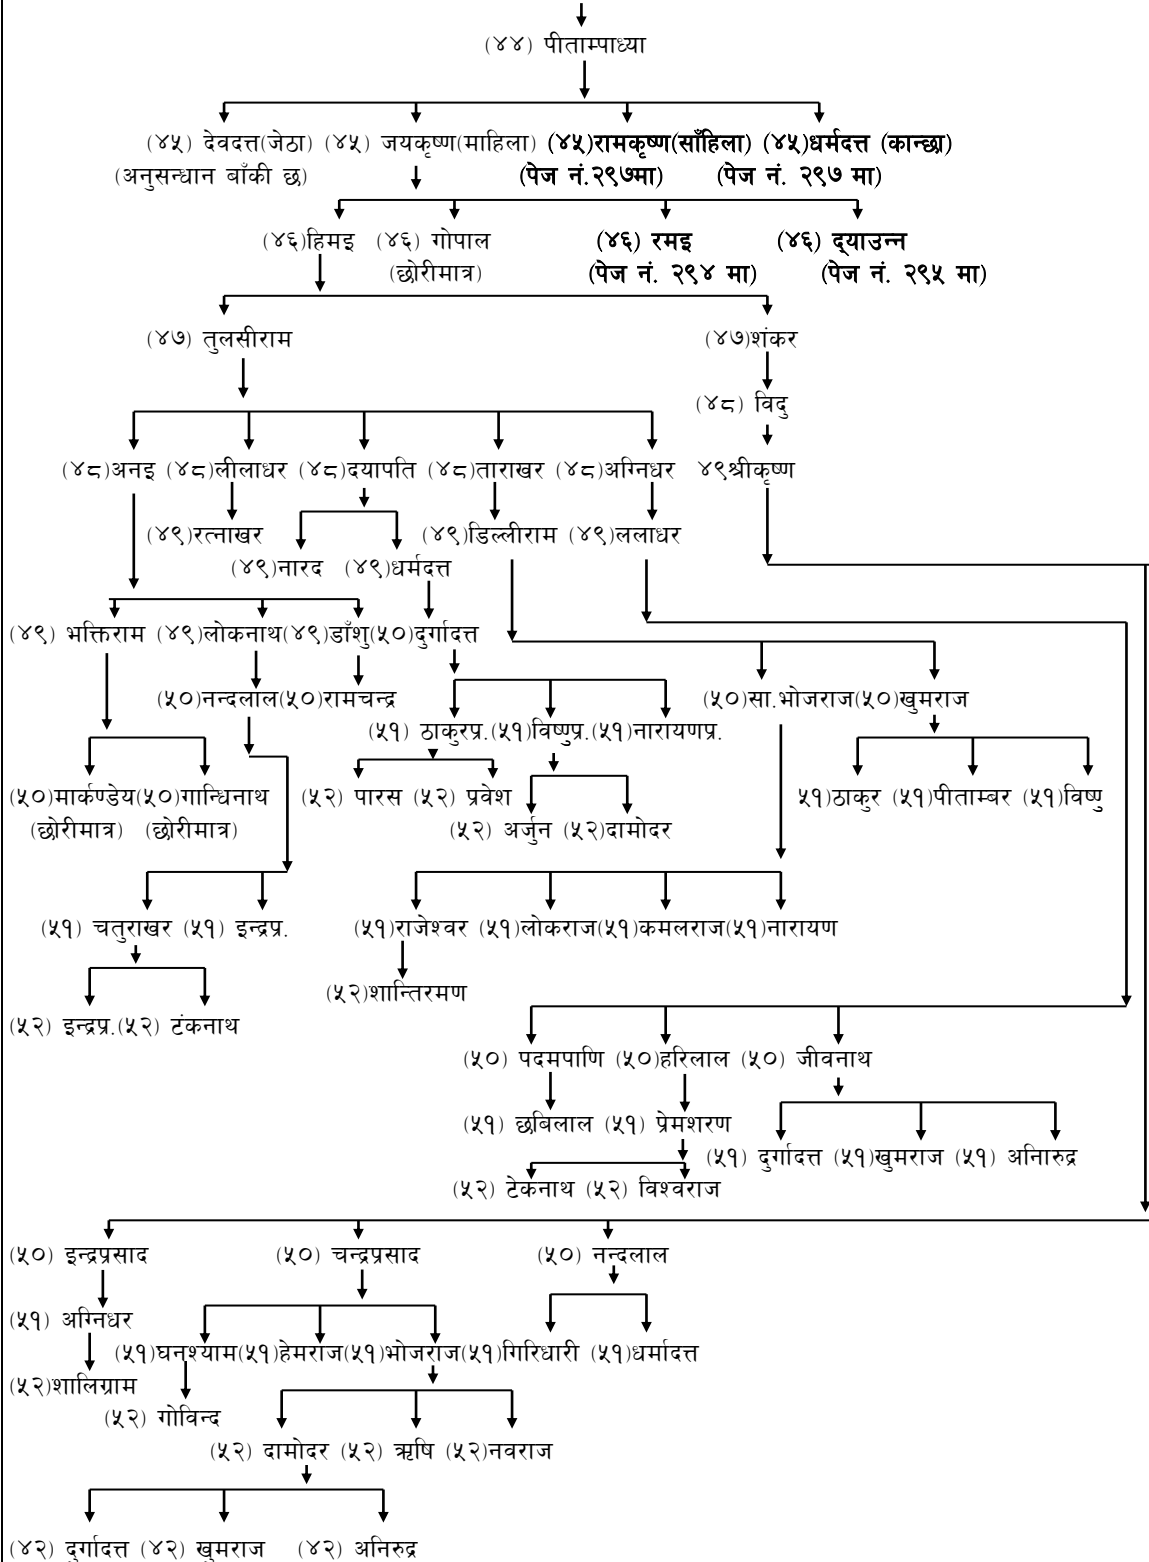 (४४) पीताम्पाध्या
(४५) देवदत्त(जेठा) (४५) जयकृष्ण(माहिला) (४५)रामकृष्ण(साँहिला) (४५)धर्मदत्त (कान्छा)
(अनुसन्धान बाँकी छ) (पेज नं.२९७मा) (पेज नं. २९७ मा)
(४६)हिमइ (४६) गोपाल (४६) रमइ (४६) द्याउन्न
(छोरीमात्र) (पेज नं. २९४ मा) (पेज नं. २९५ मा)
(४७) तुलसीराम (४७)शंकर
(४८) विदु
(४८)अनइ (४८)लीलाधर (४८)दयापति (४८)ताराखर (४८)अग्निधर ४९श्रीकृष्ण
(४९)रत्नाखर (४९)डिल्लीराम (४९)ललाधर
(४९)नारद (४९)धर्मदत्त
(४९) भक्तिराम (४९)लोकनाथ(४९)डाँशु(५०)दुर्गादत्त
(५०)नन्दलाल(५०)रामचन्द्र (५०)सा.भोजराज(५०)खुमराज
(५१) ठाकुरप्र.(५१)विष्णुप्र.(५१)नारायणप्र.
(५०)मार्कण्डेय(५०)गान्धिनाथ (५२) पारस (५२) प्रवेश ५१)ठाकुर (५१)पीताम्बर (५१)विष्णु
(छोरीमात्र) (छोरीमात्र) (५२) अर्जुन (५२)दामोदर
(५१) चतुराखर (५१) इन्द्रप्र. (५१)राजेश्वर (५१)लोकराज(५१)कमलराज(५१)नारायण
(५२)शान्तिरमण
(५२) इन्द्रप्र.(५२) टंकनाथ
(५०) पदमपाणि (५०)हरिलाल (५०) जीवनाथ
(५१) छबिलाल (५१) प्रेमशरण
(५१) दुर्गादत्त (५१)खुमराज (५१) अनिारुद्र
(५२) टेकनाथ (५२) विश्वराज
(५०) इन्द्रप्रसाद (५०) चन्द्रप्रसाद (५०) नन्दलाल
(५१) अग्निधर
(५१)घनश्याम(५१)हेमराज(५१)भोजराज(५१)गिरिधारी (५१)धर्मादत्त
(५२)शालिग्राम
(५२) गोविन्द
(५२) दामोदर (५२) ऋषि (५२)नवराज
(४२) दुर्गादत्त (४२) खुमराज (४२) अनिरुद्र